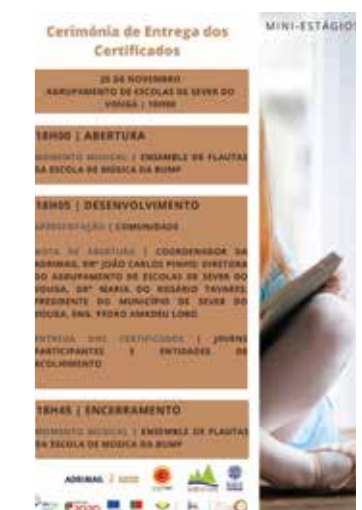 Cerimónia de Entrega dos
Certificados
25 DE NOVEMBRO
AGRUPAMENTO DE ESCOLAS DE SEVER DO
VOUGA | 18H00
18H00 | ABERTURA
MOMENTO MUSICAL | ENSEMBLE DE FLAUTAS
DA ESCOLA DE MÚSICA DA BUMP
18H05 | DESENVOLVIMENTO
APRESENTAÇÃO | COMUNIDADE
NOTA DE ABERTURA | COORDENADOR DA
ADRIMAG, DRº JOÃO CARLOS PINHO, DIRETORA
DO AGRUPAMENTO DE ESCOLAS DE SEVER DO
VOUGA, DRª MARIA DO ROSÁRIO TAVARES,
PRESIDENTE DO MUNICÍPIO DE SEVER DO
VOUGA, ENG. PEDRO AMADEU LOBO
ENTREGA DOS CERTIFICADOS | JOVENS
PARTICIPANTES E ENTIDADES DE
ACOLHIMENTO
18H45 | ENCERRAMENTO
MOMENTO MUSICAL | ENSEMBLE DE FLAUTAS
DA ESCOLA DE MÚSICA DA BUMP
ADRIMAG
2020
MINI-ESTÁGIOS